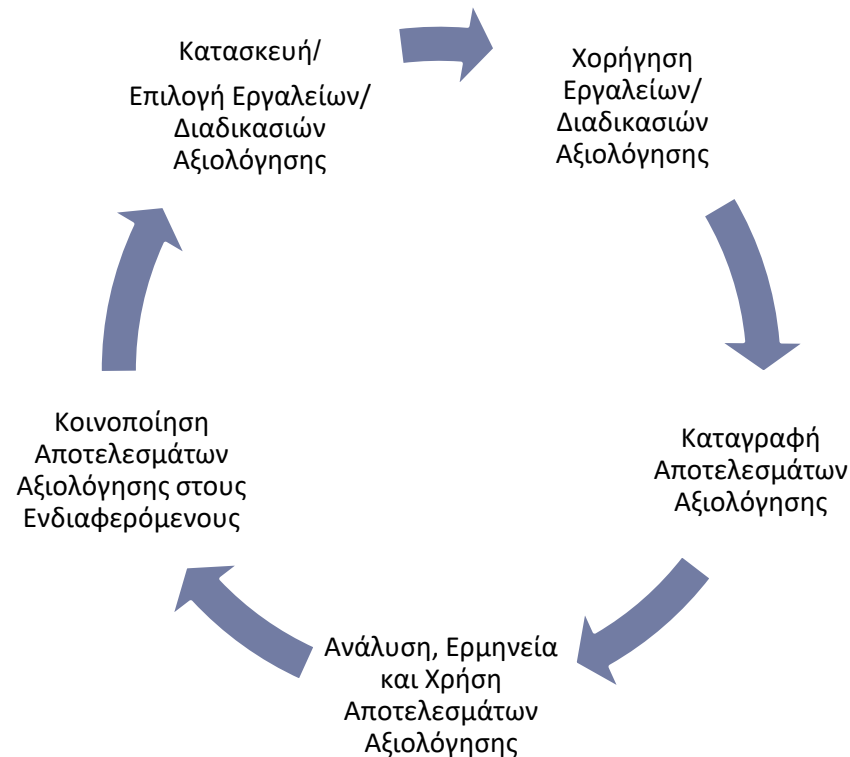 Κατασκευή/
Επιλογή Εργαλείων/
Διαδικασιών
Αξιολόγησης
Χορήγηση
Εργαλείων/
Διαδικασιών
Αξιολόγησης
Καταγραφή
Αποτελεσμάτων
Αξιολόγησης
Ανάλυση, Ερμηνεία
και Χρήση
Αποτελεσμάτων
Αξιολόγησης
Κοινοποίηση
Αποτελεσμάτων
Αξιολόγησης στους
Ενδιαφερόμενους